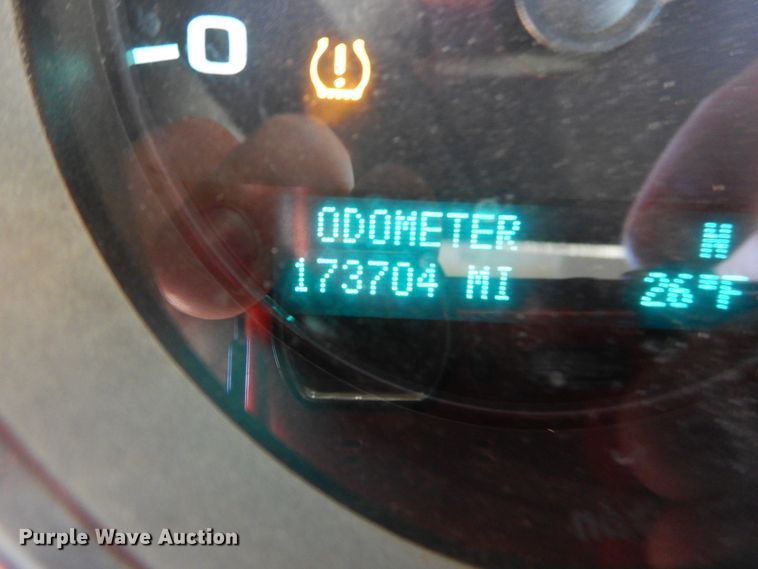 -0
ODOMETER N
173704 MI 26°F
Purple Wave Auction